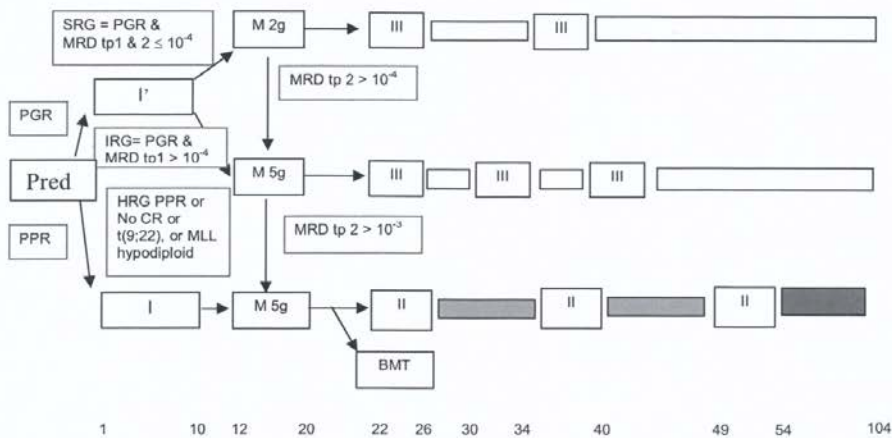 SRG = PGR &
MRD tp1 & 2 ≤ 10⁻⁴
M 2g
III
III
MRD tp 2 > 10⁻⁴
I'
PGR
IRG= PGR &
MRD tp1 > 10⁻⁴
Pred
M 5g
III
III
III
HRG PPR or
No CR or
t(9;22), or MLL
hypodiploid
MRD tp 2 > 10⁻³
PPR
I
M 5g
II
II
II
BMT
1 10 12 20 22 26 30 34 40 49 54 104